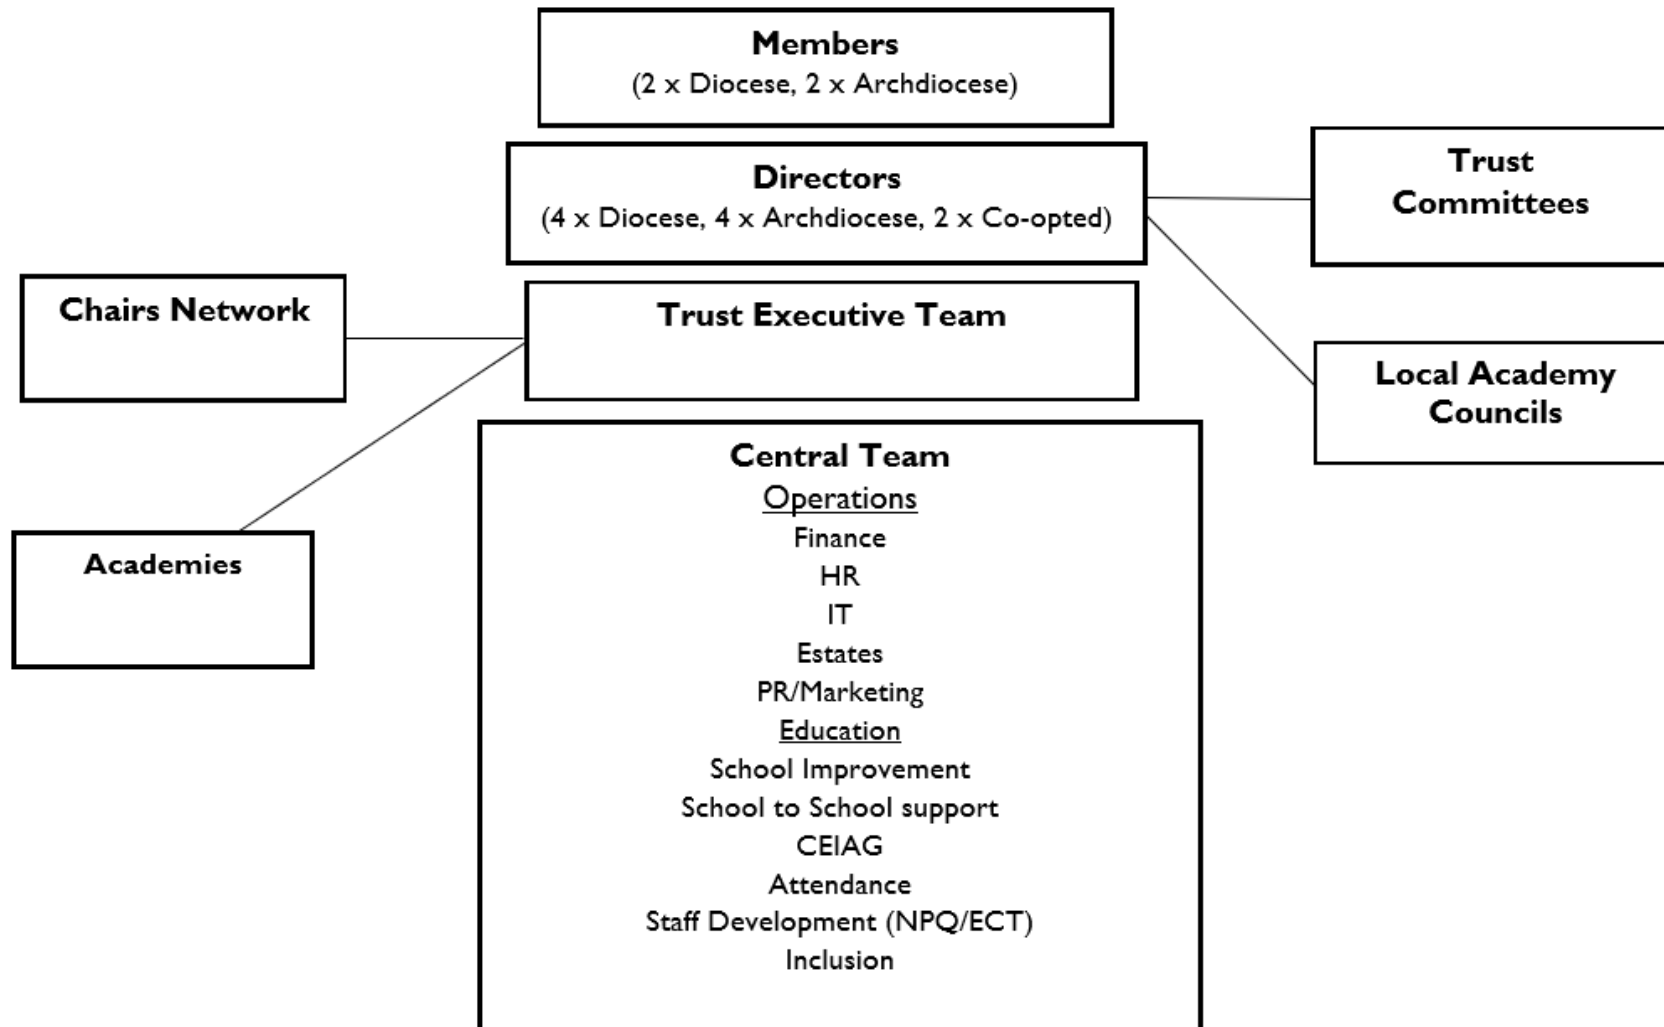 Members
(2 x Diocese, 2 x Archdiocese)
Directors
(4 x Diocese, 4 x Archdiocese, 2 x Co-opted)
Trust
Committees
Chairs Network
Trust Executive Team
Local Academy
Councils
Academies
Central Team
Operations
Finance
HR
IT
Estates
PR/Marketing
Education
School Improvement
School to School support
CEIAG
Attendance
Staff Development (NPQ/ECT)
Inclusion